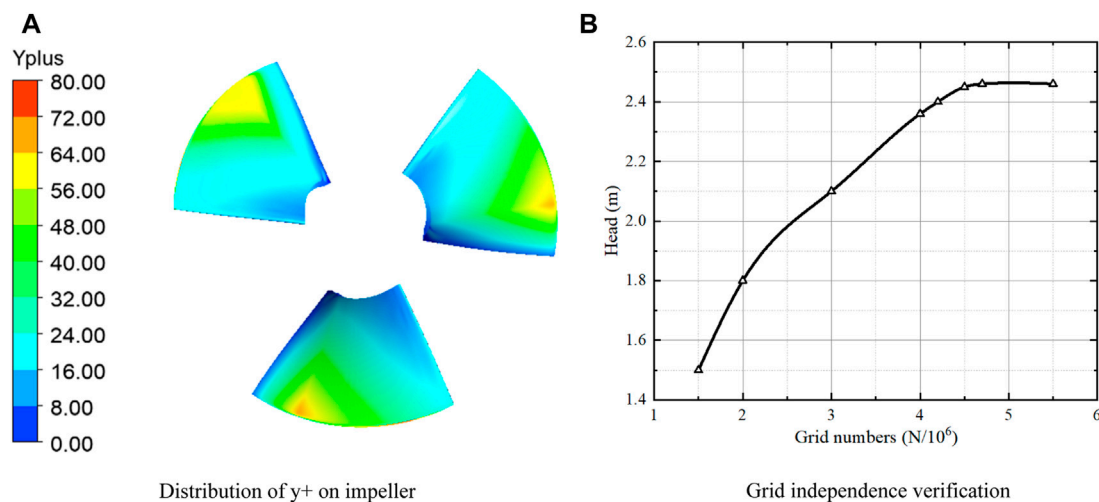 A
Yplus
80.00
72.00
64.00
56.00
48.00
40.00
32.00
24.00
16.00
8.00
0.00
Distribution of y+ on impeller
B
2.6
2.4
2.2
2.0
1.8
1.6
1.4
Head (m)
1 2 3 4 5 6
Grid numbers (N/10⁶)
Grid independence verification